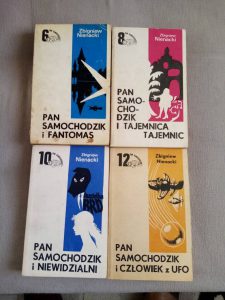 6
Zbigniew
Nienacki
PAN
SAMOCHODZIK
i FANTOMAS
8
Zbigniew
Nienacki
PAN
SAMO-
CHO-
DZIK
I TAJEMNICA
TAJEMNIC
10
Zbigniew
Nienacki
PAN
SAMOCHODZIK
i NIEWIDZIALNI
12
Zbigniew
Nienacki
PAN
SAMOCHODZIK
i CZŁOWIEK z UFO